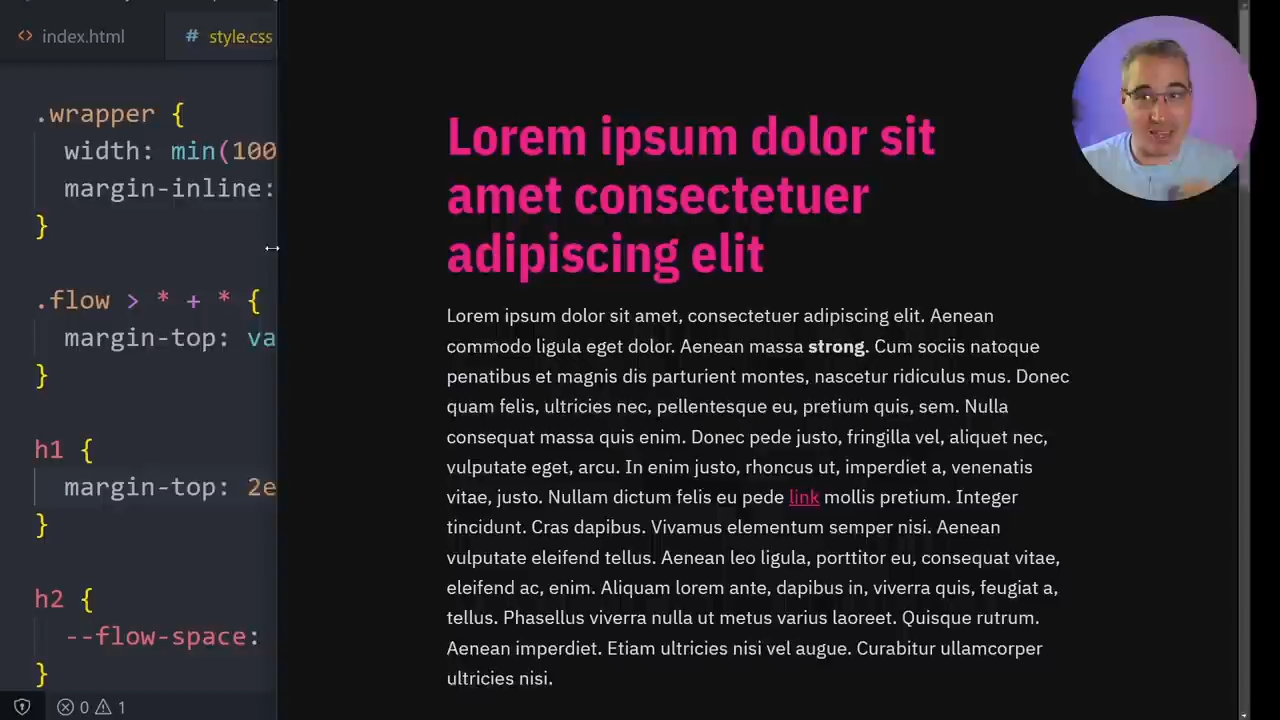 index.html
# style.css
.wrapper {
width: min(100
margin-inline:
}
.flow > * + * {
margin-top: va
}
h1 {
margin-top: 2e
}
h2 {
--flow-space:
}
0 1
Lorem ipsum dolor sit
amet consectetuer
adipiscing elit
Lorem ipsum dolor sit amet, consectetuer adipiscing elit. Aenean
commodo ligula eget dolor. Aenean massa strong. Cum sociis natoque
penatibus et magnis dis parturient montes, nascetur ridiculus mus. Donec
quam felis, ultricies nec, pellentesque eu, pretium quis, sem. Nulla
consequat massa quis enim. Donec pede justo, fringilla vel, aliquet nec,
vulputate eget, arcu. In enim justo, rhoncus ut, imperdiet a, venenatis
vitae, justo. Nullam dictum felis eu pede link mollis pretium. Integer
tincidunt. Cras dapibus. Vivamus elementum semper nisi. Aenean
vulputate eleifend tellus. Aenean leo ligula, porttitor eu, consequat vitae,
eleifend ac, enim. Aliquam lorem ante, dapibus in, viverra quis, feugiat a,
tellus. Phasellus viverra nulla ut metus varius laoreet. Quisque rutrum.
Aenean imperdiet. Etiam ultricies nisi vel augue. Curabitur ullamcorper
ultricies nisi.